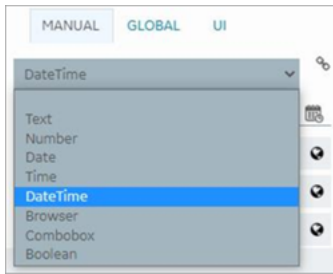 MANUAL GLOBAL UI
DateTime
Text
Number
Date
Time
DateTime
Browser
Combobox
Boolean